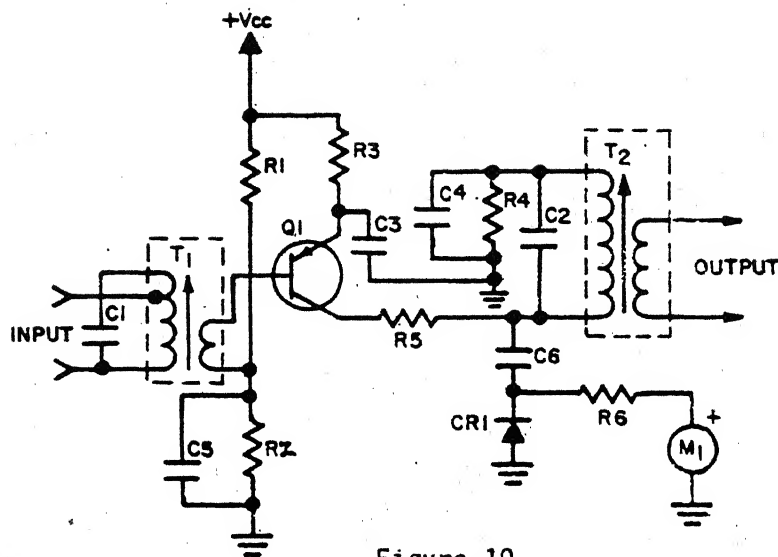 +Vcc
R1
R3
T2
C4
R4
C2
Q1
C3
T1
C1
INPUT
OUTPUT
R5
C6
R6
CR1
+
M1
C5
R2
Figure 10